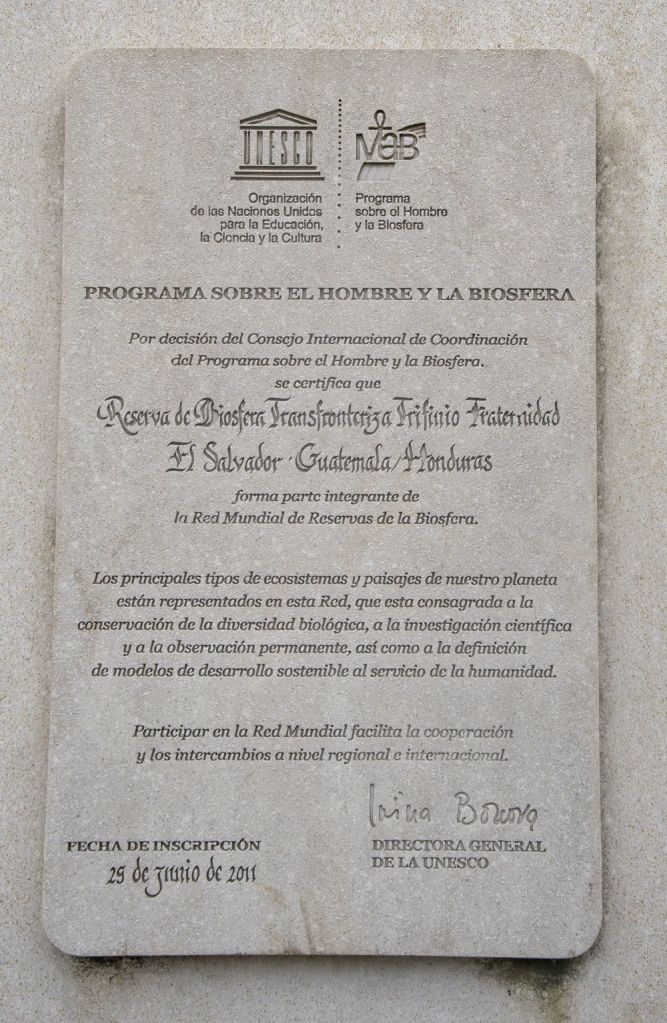 UNESCO
MaB
Organización
de las Naciones Unidas
para la Educación,
la Ciencia y la Cultura
Programa
sobre el Hombre
y la Biosfera
PROGRAMA SOBRE EL HOMBRE Y LA BIOSFERA
Por decisión del Consejo Internacional de Coordinación
del Programa sobre el Hombre y la Biosfera.
se certifica que
Reserva de Biosfera Transfronteriza Trifinio Fraternidad
El Salvador · Guatemala/Honduras
forma parte integrante de
la Red Mundial de Reservas de la Biosfera.
Los principales tipos de ecosistemas y paisajes de nuestro planeta
están representados en esta Red, que esta consagrada a la
conservación de la diversidad biológica, a la investigación científica
y a la observación permanente, así como a la definición
de modelos de desarrollo sostenible al servicio de la humanidad.
Participar en la Red Mundial facilita la cooperación
y los intercambios a nivel regional e internacional.
Irina Bokova
FECHA DE INSCRIPCIÓN
29 de junio de 2011
DIRECTORA GENERAL
DE LA UNESCO